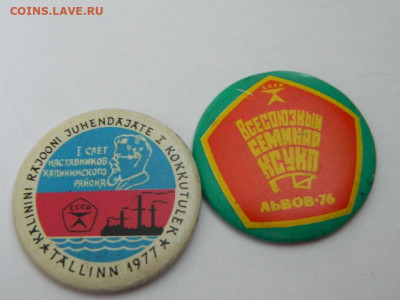 COINS.LAVE.RU
KALININI RAJOONI JUHENDAJATE I KOKKUTULEK
I СЛЕТ
НАСТАВНИКОВ
КАЛИНИНСКОГО
РАЙОНА
СССР
TALLINN 1977
СССР
ВСЕСОЮЗНЫЙ
СЕМИНАР
КСУКП
ЛЬВОВ·76